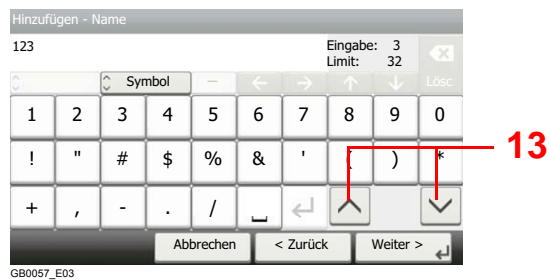 Hinzufügen - Name
123
Eingabe: 3
Limit: 32
Symbol
Lösc
1 2 3 4 5 6 7 8 9 0
! " # $ % & ' ( ) *
+ , - . / ⎵
13
Abbrechen < Zurück Weiter >
GB0057_E03